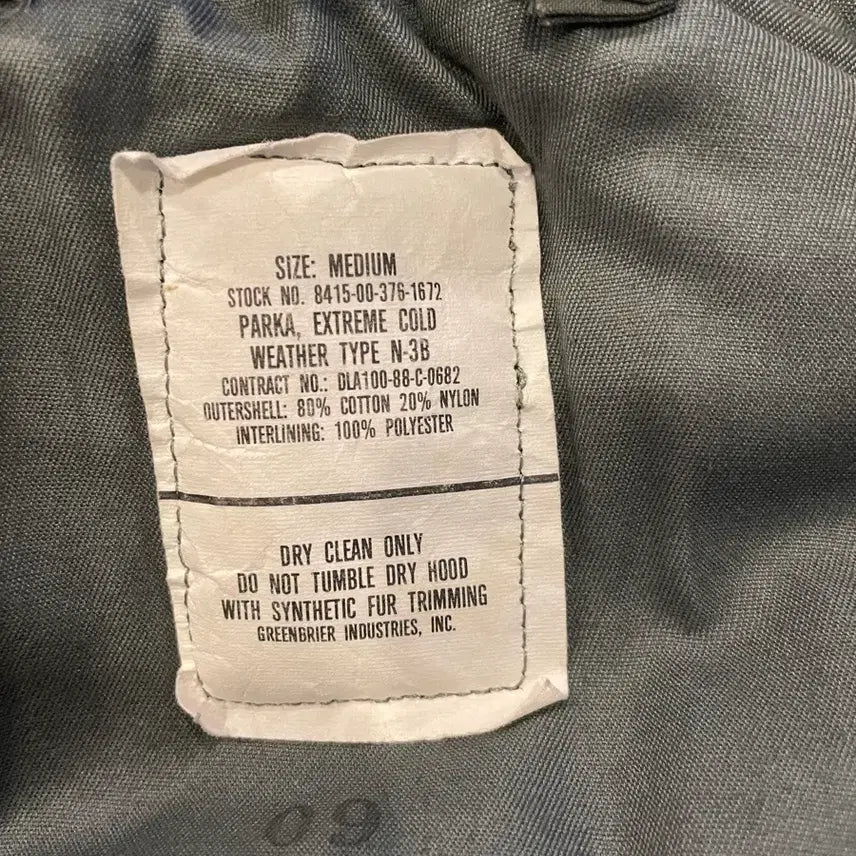 SIZE: MEDIUM
STOCK NO. 8415-00-376-1672
PARKA, EXTREME COLD
WEATHER TYPE N-3B
CONTRACT NO.: DLA100-88-C-0682
OUTERSHELL: 80% COTTON 20% NYLON
INTERLINING: 100% POLYESTER
DRY CLEAN ONLY
DO NOT TUMBLE DRY HOOD
WITH SYNTHETIC FUR TRIMMING
GREENBRIER INDUSTRIES, INC.
09